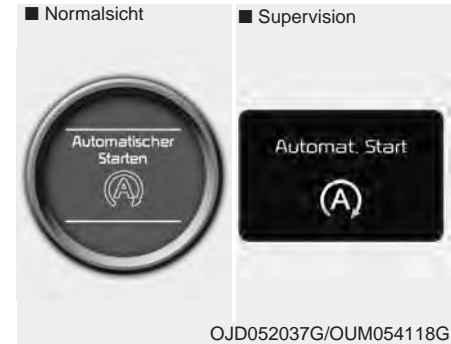 ■ Normalsicht
■ Supervision
Automatischer
Starten
A
Automat. Start
A
OJD052037G/OUM054118G